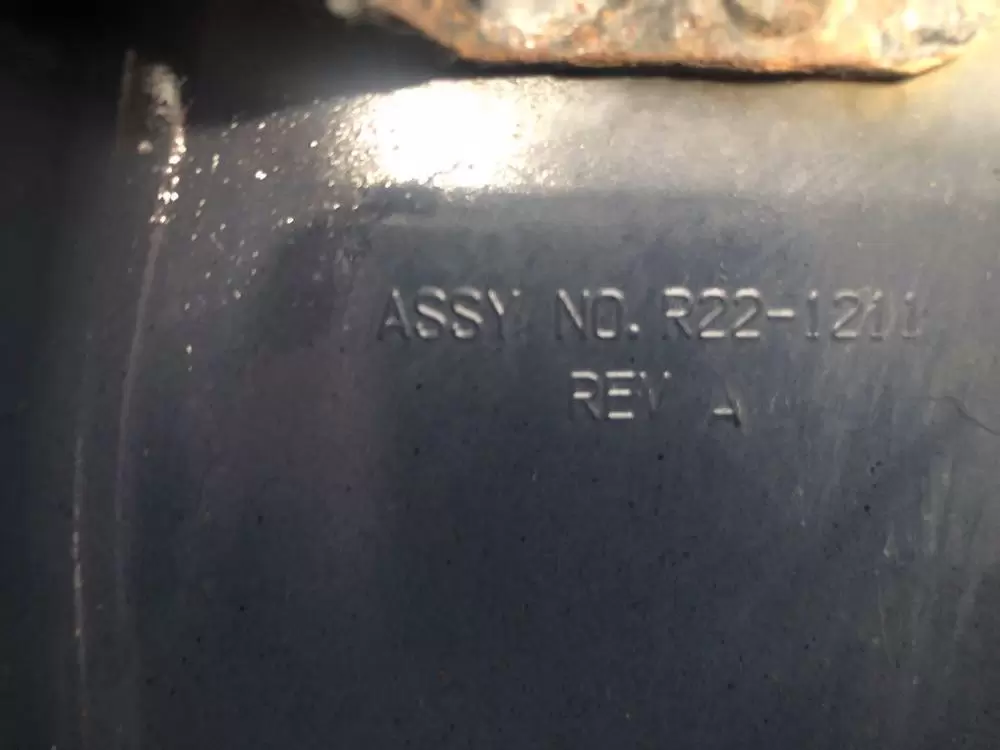 ASSY NO. R22-1211
REV A